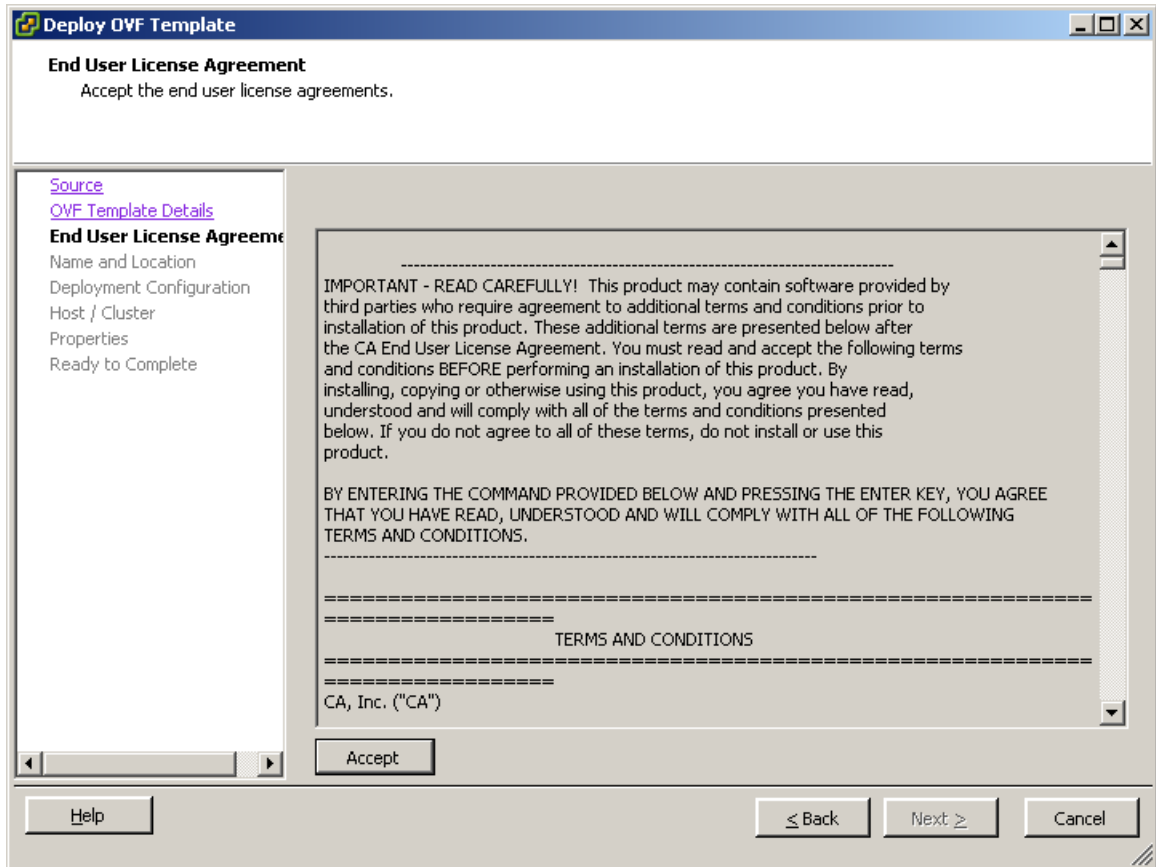 Deploy OVF Template
End User License Agreement
Accept the end user license agreements.
Source
OVF Template Details
End User License Agreeme
Name and Location
Deployment Configuration
Host / Cluster
Properties
Ready to Complete
--------------------------------------------------------------------------
IMPORTANT - READ CAREFULLY!  This product may contain software provided by
third parties who require agreement to additional terms and conditions prior to
installation of this product. These additional terms are presented below after
the CA End User License Agreement. You must read and accept the following terms
and conditions BEFORE performing an installation of this product. By
installing, copying or otherwise using this product, you agree you have read,
understood and will comply with all of the terms and conditions presented
below. If you do not agree to all of these terms, do not install or use this
product.
BY ENTERING THE COMMAND PROVIDED BELOW AND PRESSING THE ENTER KEY, YOU AGREE
THAT YOU HAVE READ, UNDERSTOOD AND WILL COMPLY WITH ALL OF THE FOLLOWING
TERMS AND CONDITIONS.
--------------------------------------------------------------------------
============================================================
==================
TERMS AND CONDITIONS
============================================================
==================
CA, Inc. ("CA")
Accept
Help
< Back
Next >
Cancel